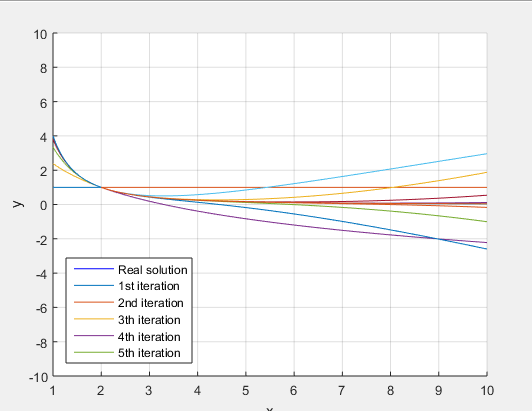 10
8
6
4
2
0
-2
-4
-6
-8
-10
y
Real solution
1st iteration
2nd iteration
3th iteration
4th iteration
5th iteration
1 2 3 4 5 6 7 8 9 10